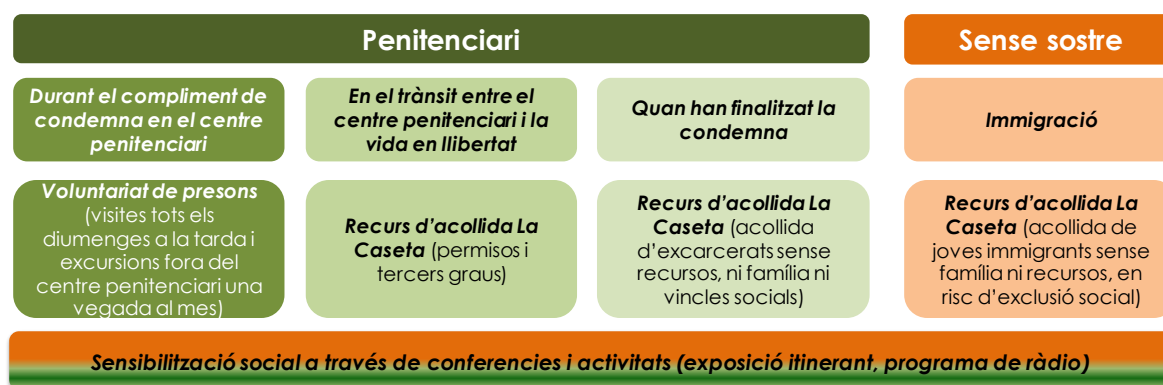 Penitenciari
Sense sostre
Durant el compliment de
condemna en el centre
penitenciari
En el trànsit entre el
centre penitenciari i la
vida en llibertat
Quan han finalitzat la
condemna
Immigració
Voluntariat de presons
(visites tots els
diumenges a la tarda i
excursions fora del
centre penitenciari una
vegada al mes)
Recurs d'acollida La
Caseta (permisos i
tercers graus)
Recurs d'acollida La
Caseta (acollida
d'excarcerats sense
recursos, ni família ni
vincles socials)
Recurs d'acollida La
Caseta (acollida de
joves immigrants sense
família ni recursos, en
risc d'exclusió social)
Sensibilització social a través de conferencies i activitats (exposició itinerant, programa de ràdio)